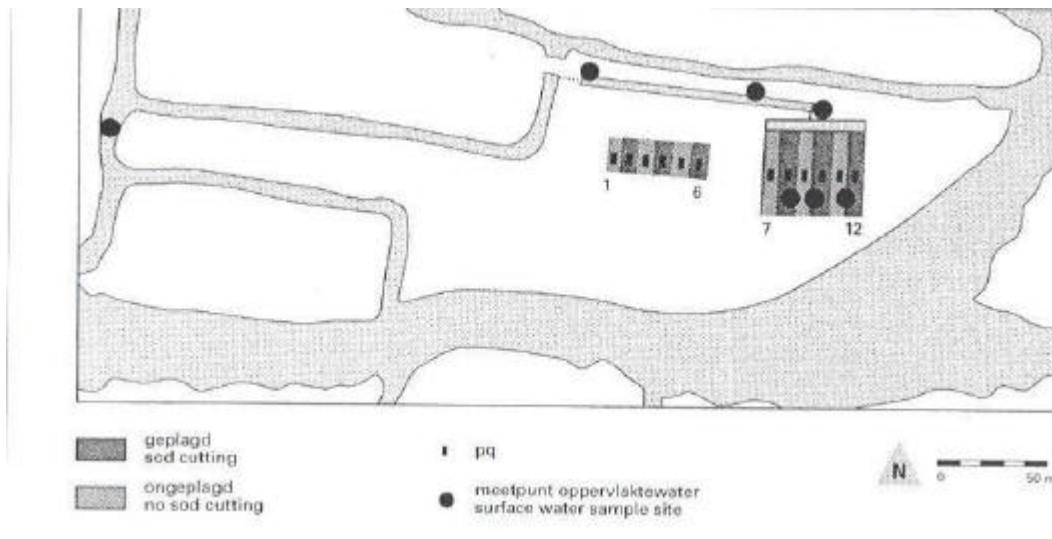 1
6
7
12
geplagd
sod cutting
ongeplagd
no sod cutting
pq
meetpunt oppervlaktewater
surface water sample site
N
0
50 m